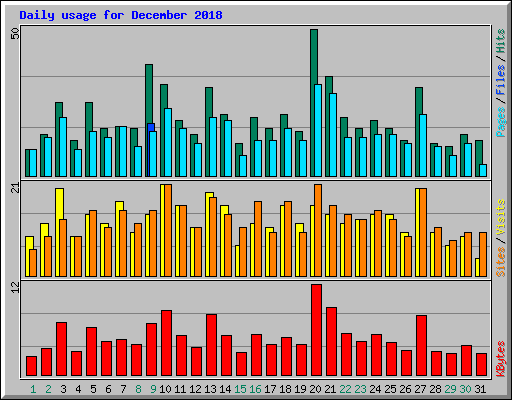 Daily usage for December 2018
50
Pages / Files / Hits
21
Sites / Visits
12
KBytes
1 2 3 4 5 6 7 8 9 10 11 12 13 14 15 16 17 18 19 20 21 22 23 24 25 26 27 28 29 30 31